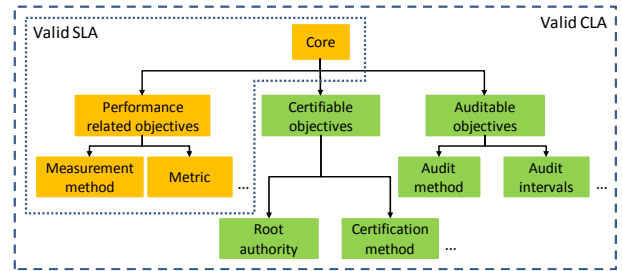 Valid SLA
Valid CLA
Core
Performance
related objectives
Certifiable
objectives
Auditable
objectives
Measurement
method
Metric
...
Audit
method
Audit
intervals
...
Root
authority
Certification
method
...